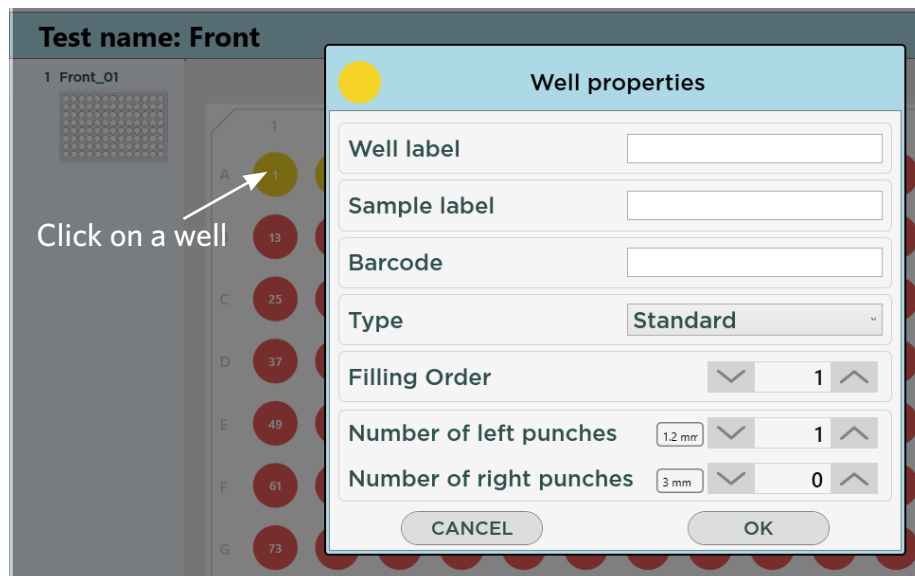 Test name: Front
1 Front_01
Well properties
1
Well label
A 1
Sample label
Click on a well
13
Barcode
C 25
Type Standard
D 37
Filling Order 1
E 49
Number of left punches 1.2 mm 1
F 61
Number of right punches 3 mm 0
CANCEL OK
G 73